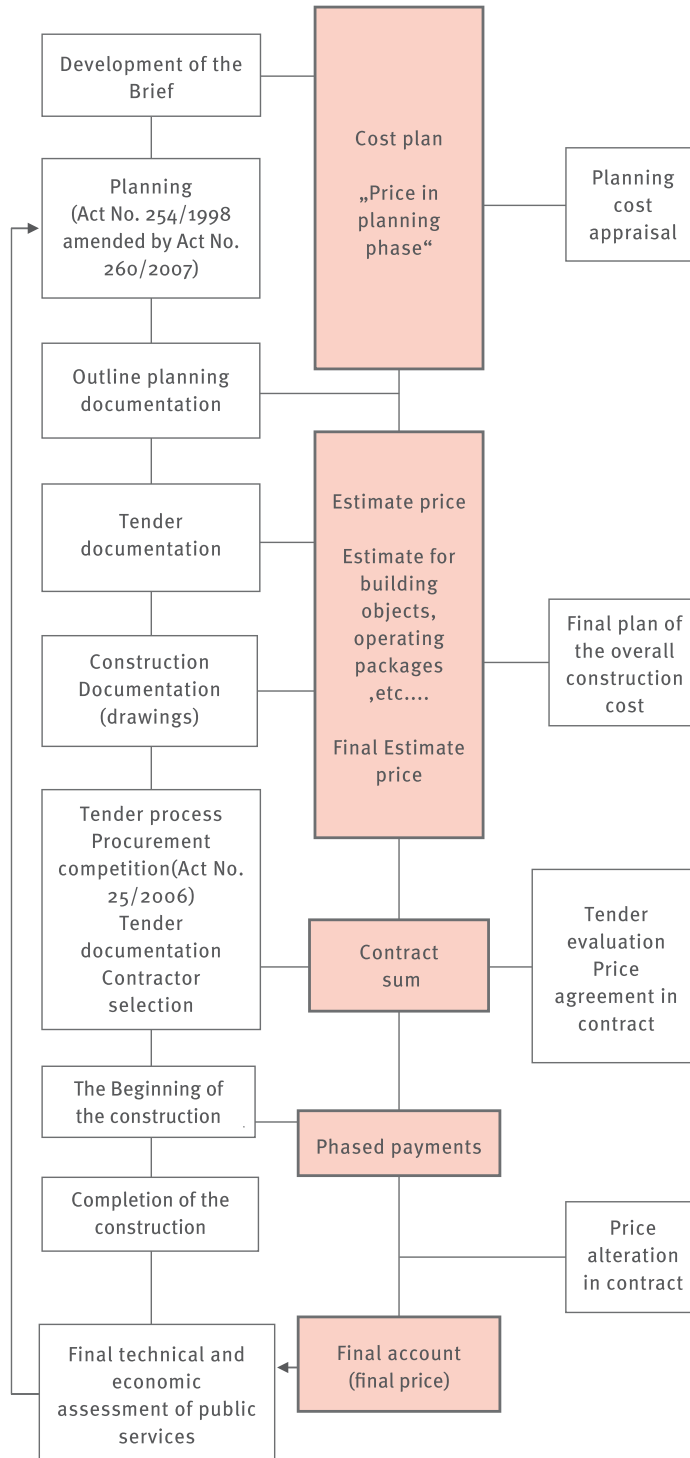 Development of the
Brief
Planning
(Act No. 254/1998
amended by Act No.
260/2007)
Outline planning
documentation
Tender
documentation
Construction
Documentation
(drawings)
Tender process
Procurement
competition(Act No.
25/2006)
Tender
documentation
Contractor
selection
The Beginning of
the construction
Completion of the
construction
Final technical and
economic
assessment of public
services
Cost plan
„Price in
planning
phase“
Estimate price
Estimate for
building
objects,
operating
packages
,etc....
Final Estimate
price
Contract
sum
Phased payments
Final account
(final price)
Planning
cost
appraisal
Final plan of
the overall
construction
cost
Tender
evaluation
Price
agreement in
contract
Price
alteration
in contract